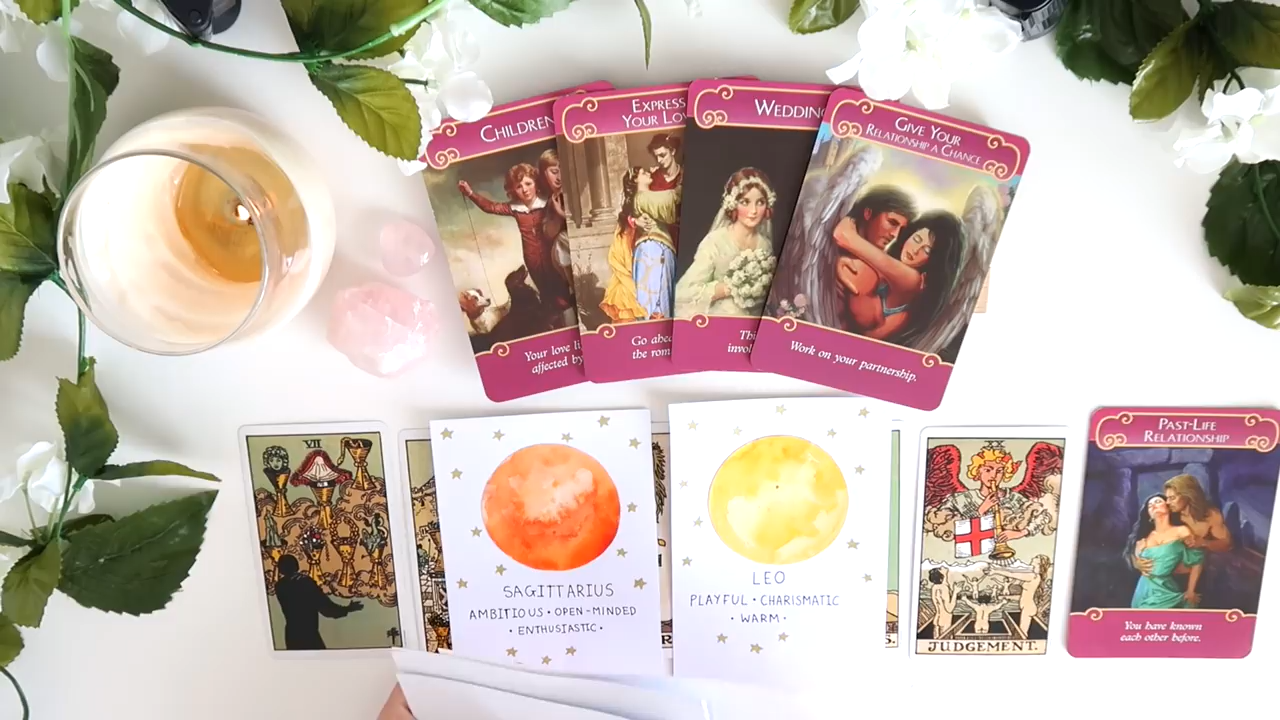 CHILDREN
EXPRESS
YOUR LOV
WEDDING
GIVE YOUR
RELATIONSHIP A CHANCE
Your love li
affected by
Go ahea
the rom
Thi
invol
Work on your partnership.
VII
SAGITTARIUS
AMBITIOUS • OPEN-MINDED
• ENTHUSIASTIC •
LEO
PLAYFUL • CHARISMATIC
• WARM •
S.
XX
JUDGEMENT.
PAST-LIFE
RELATIONSHIP
You have known
each other before.